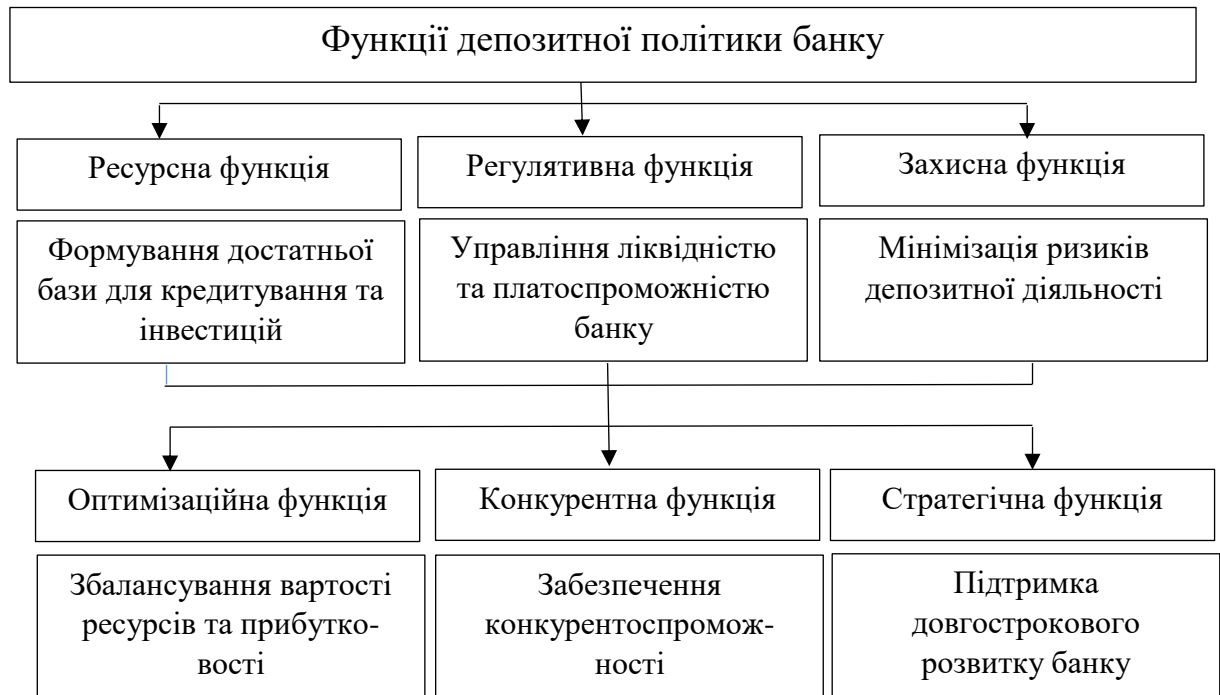 Функції депозитної політики банку
Ресурсна функція
Регулятивна функція
Захисна функція
Формування достатньої
бази для кредитування та
інвестицій
Управління ліквідністю
та платоспроможністю
банку
Мінімізація ризиків
депозитної діяльності
Оптимізаційна функція
Конкурентна функція
Стратегічна функція
Збалансування вартості
ресурсів та прибутко-
вості
Забезпечення
конкурентоспромож-
ності
Підтримка
довгострокового
розвитку банку